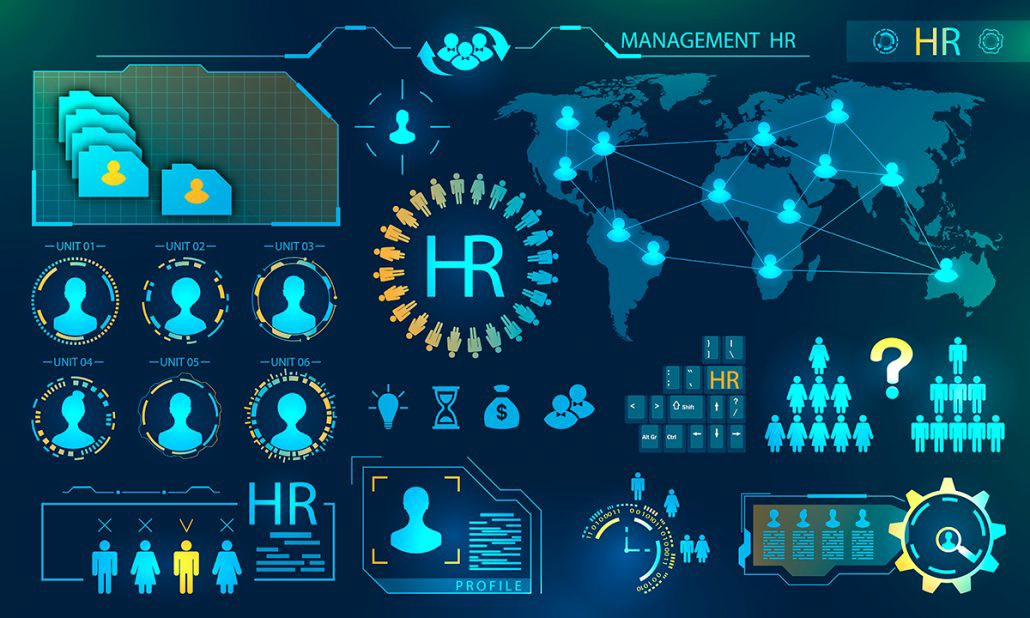 MANAGEMENT HR
HR
UNIT 01
UNIT 02
UNIT 03
HR
UNIT 04
UNIT 05
UNIT 06
$
?
} |
] \
: “
; ‘
HR
< > ⇧ Shift ↑ ? /
Alt Gr Ctrl ← ↓ →
HR
PROFILE